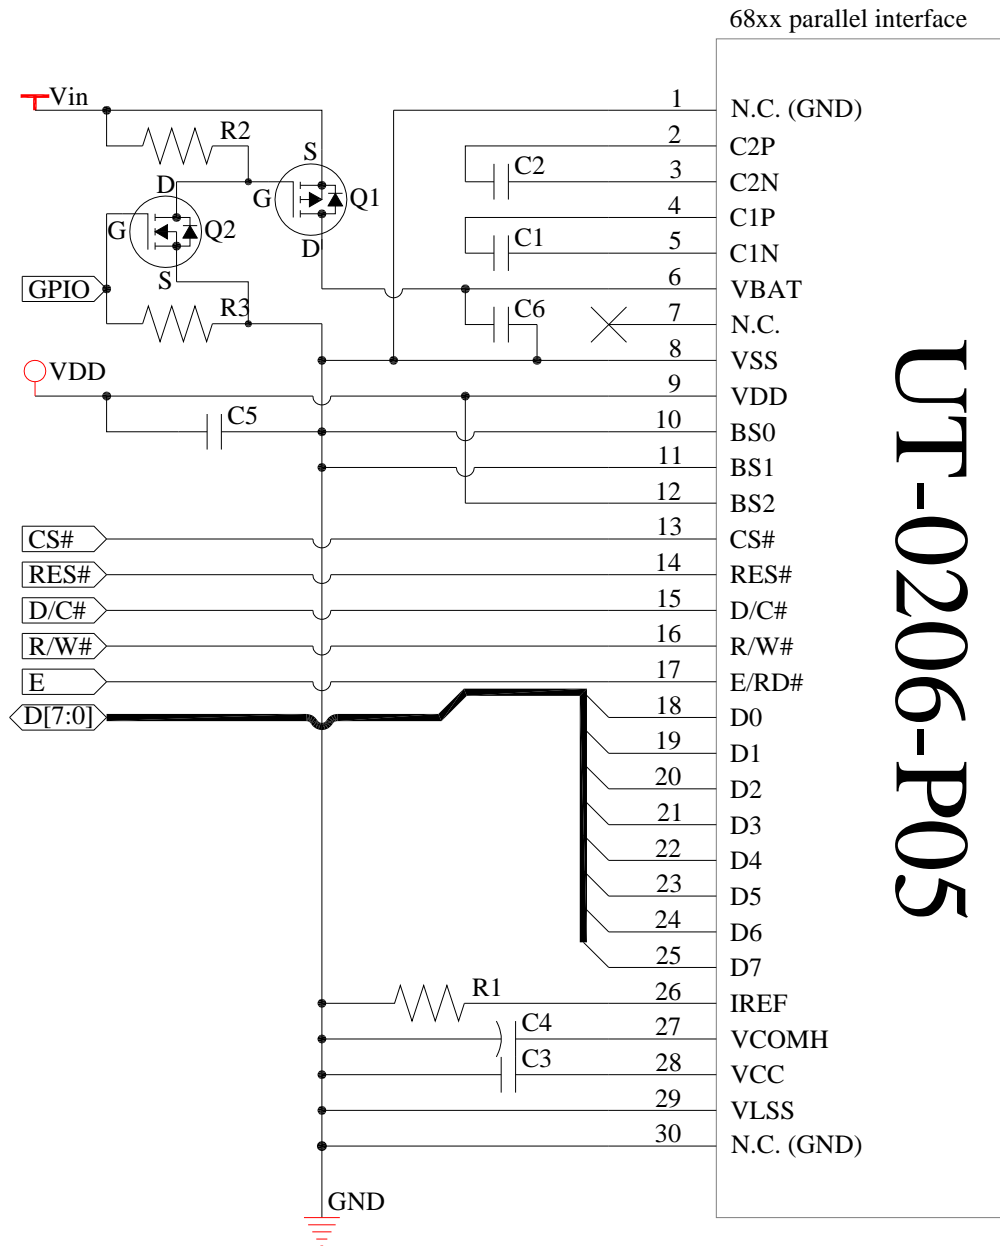 68xx parallel interface
Vin
R2
S
G
Q1
D
D
G
Q2
S
GPIO
R3
VDD
C5
C2
C1
C6
1 N.C. (GND)
2 C2P
3 C2N
4 C1P
5 C1N
6 VBAT
7 N.C.
8 VSS
9 VDD
10 BS0
11 BS1
12 BS2
CS# 13 CS#
RES# 14 RES#
D/C# 15 D/C#
R/W# 16 R/W#
E 17 E/RD#
D[7:0] 18 D0
19 D1
20 D2
21 D3
22 D4
23 D5
24 D6
25 D7
R1 26 IREF
C4 27 VCOMH
C3 28 VCC
29 VLSS
30 N.C. (GND)
GND
UT-0206-P05